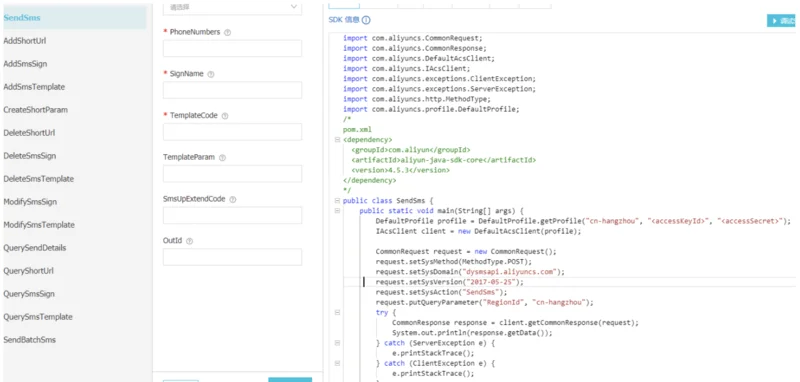 SendSms
AddShortUrl
AddSmsSign
AddSmsTemplate
CreateShortParam
DeleteShortUrl
DeleteSmsSign
DeleteSmsTemplate
ModifySmsSign
ModifySmsTemplate
QuerySendDetails
QueryShortUrl
QuerySmsSign
QuerySmsTemplate
SendBatchSms
请选择
* PhoneNumbers
* SignName
* TemplateCode
TemplateParam
SmsUpExtendCode
OutId
SDK 信息
import com.aliyuncs.CommonRequest;
import com.aliyuncs.CommonResponse;
import com.aliyuncs.DefaultAcsClient;
import com.aliyuncs.IAcsClient;
import com.aliyuncs.exceptions.ClientException;
import com.aliyuncs.exceptions.ServerException;
import com.aliyuncs.http.MethodType;
import com.aliyuncs.profile.DefaultProfile;
/*
pom.xml
<dependency>
<groupId>com.aliyun</groupId>
<artifactId>aliyun-java-sdk-core</artifactId>
<version>4.5.3</version>
</dependency>
*/
public class SendSms {
public static void main(String[] args) {
DefaultProfile profile = DefaultProfile.getProfile("cn-hangzhou", "<accessKeyId>", "<accessSecret>");
IAcsClient client = new DefaultAcsClient(profile);
CommonRequest request = new CommonRequest();
request.setSysMethod(MethodType.POST);
request.setSysDomain("dysmsapi.aliyuncs.com");
request.setSysVersion("2017-05-25");
request.setSysAction("SendSms");
request.putQueryParameter("RegionId", "cn-hangzhou");
try {
CommonResponse response = client.getCommonResponse(request);
System.out.println(response.getData());
} catch (ServerException e) {
e.printStackTrace();
} catch (ClientException e) {
e.printStackTrace();